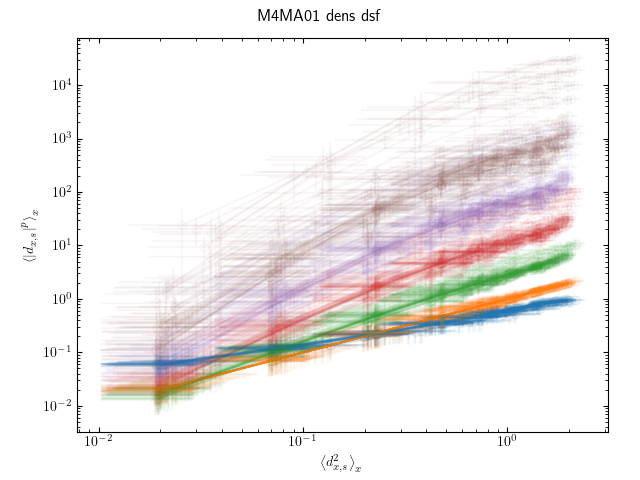 M4MA01 dens dsf
⟨|d_{x,s}|^p⟩_x
10^4
10^3
10^2
10^1
10^0
10^{-1}
10^{-2}
10^{-2} 10^{-1} 10^0
⟨d_{x,s}^2⟩_x